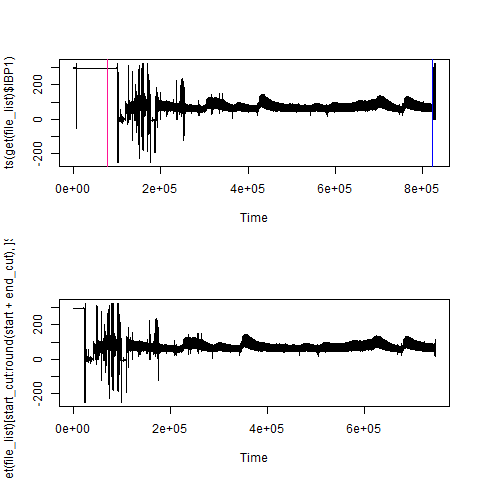 ts(get(file_list)$IBP1)
200
0
-200
0e+00 2e+05 4e+05 6e+05 8e+05
Time
et(file_list)[start_cut:round(start + end_cut), ]$
200
0
-200
0e+00 2e+05 4e+05 6e+05
Time